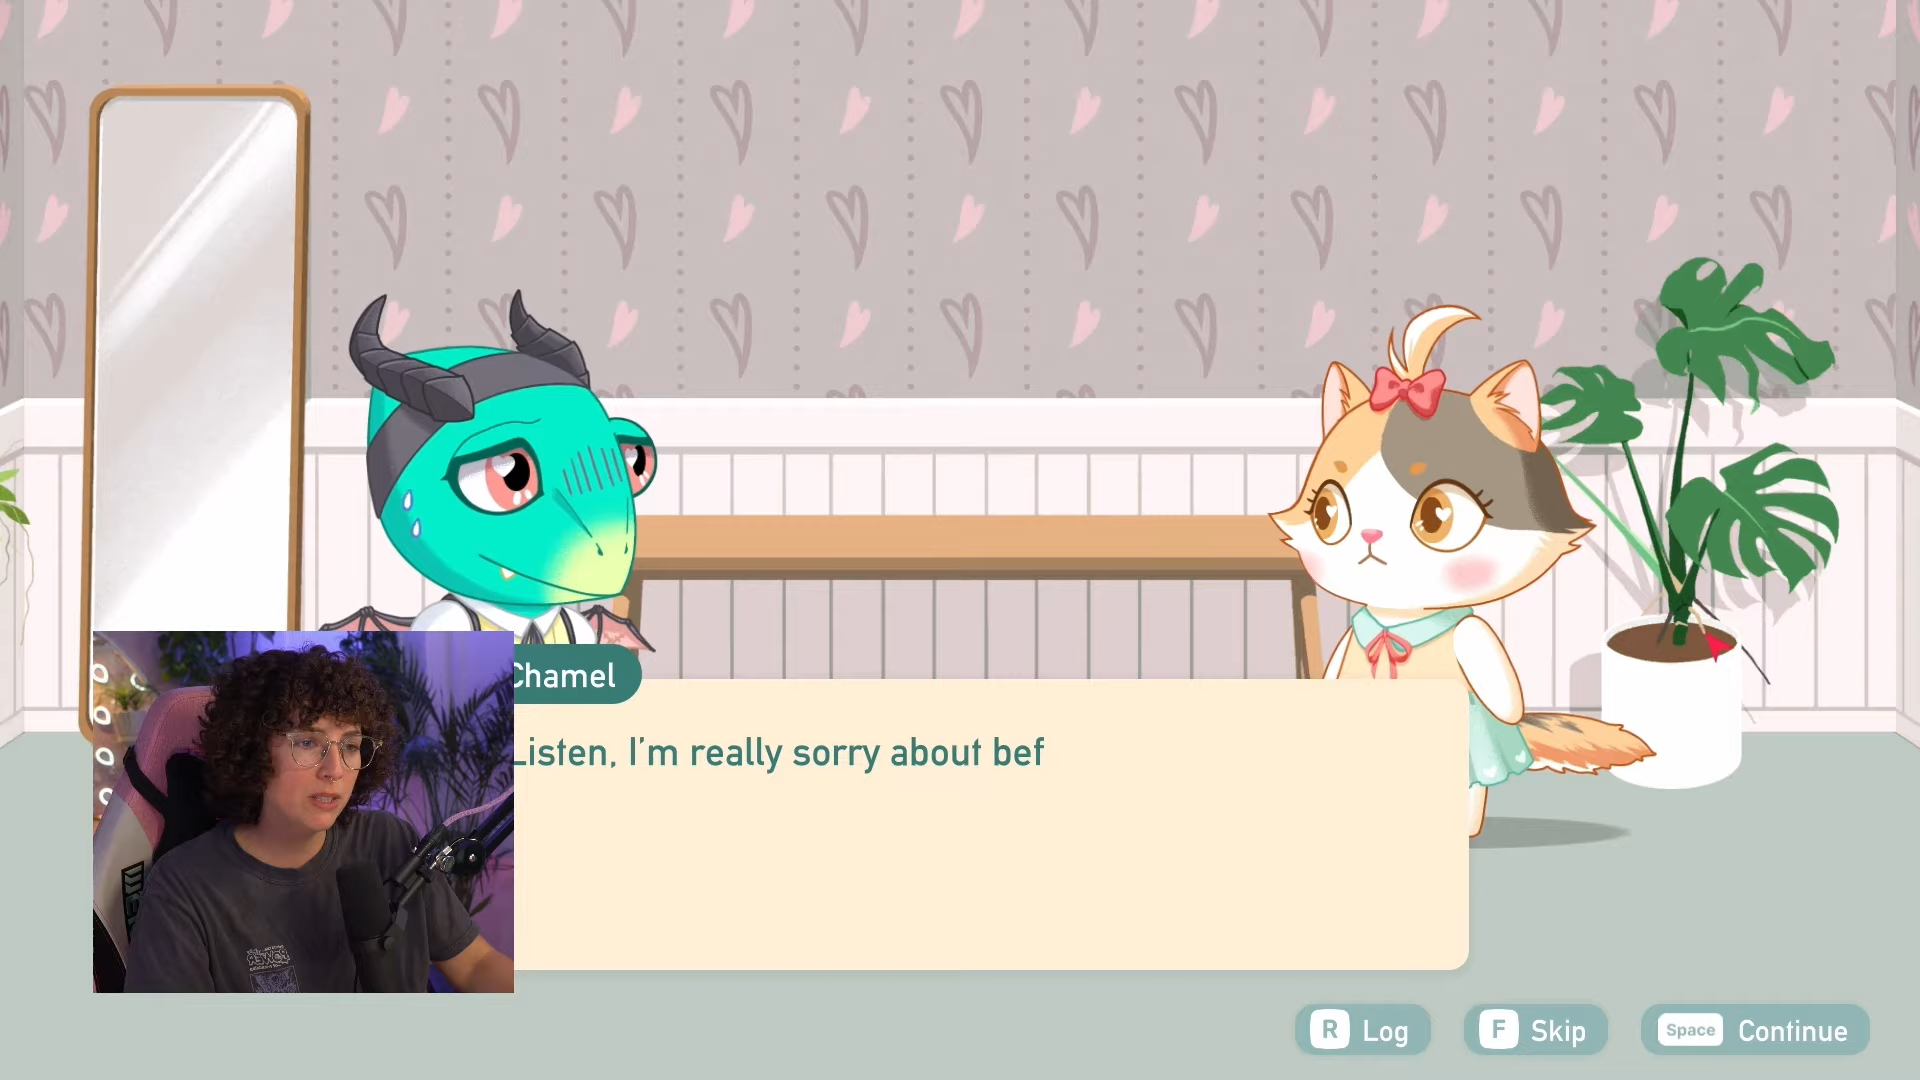 Chamel
Listen, I'm really sorry about bef
R Log
F Skip
Space Continue